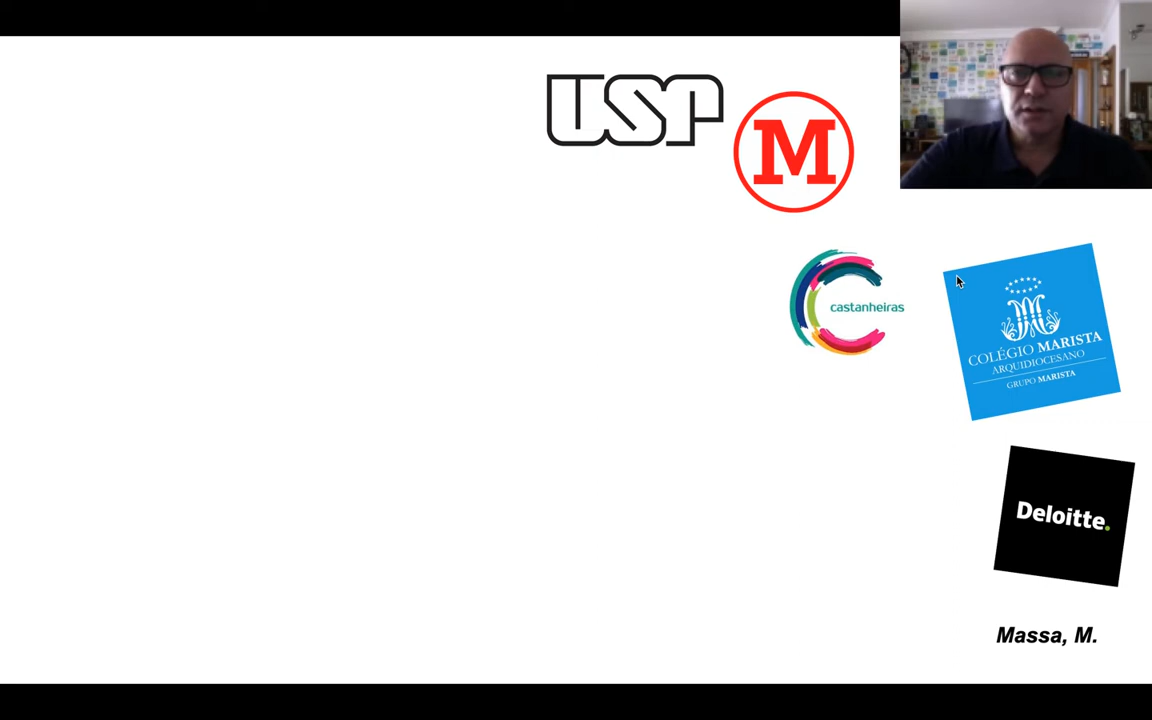 USP
M
castanheiras
COLÉGIO MARISTA
ARQUIDIOCESANO
GRUPO MARISTA
Deloitte.
Massa, M.